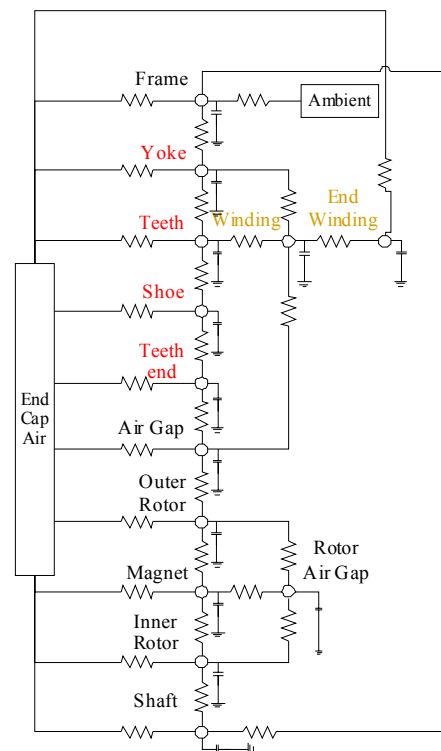 Frame
Ambient
Yoke
End
Winding
Teeth
Winding
Shoe
Teeth
end
End
Cap
Air
Air Gap
Outer
Rotor
Rotor
Air Gap
Magnet
Inner
Rotor
Shaft